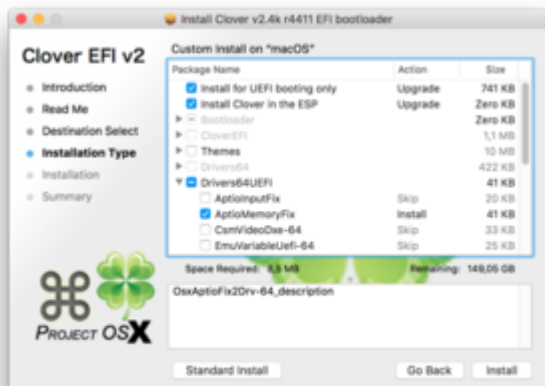 Install Clover v2.4k r4411 EFI bootloader
Clover EFI v2
Custom Install on "macOS"
Package Name Action Size
Install for UEFI booting only Upgrade 741 KB
Install Clover in the ESP Upgrade Zero KB
Bootloader Zero KB
CloverEFI 1,1 MB
Themes 10 MB
Drivers64 422 KB
Drivers64UEFI 41 KB
AptioInputFix Skip 20 KB
AptioMemoryFix Install 41 KB
CsmVideoDxe-64 Skip 33 KB
EmuVariableUefi-64 Skip 25 KB
Introduction
Read Me
Destination Select
Installation Type
Installation
Summary
Space Required: 8,5 MB Remaining: 149,05 GB
OsxAptioFix2Drv-64_description
PROJECT OSX
Standard Install Go Back Install